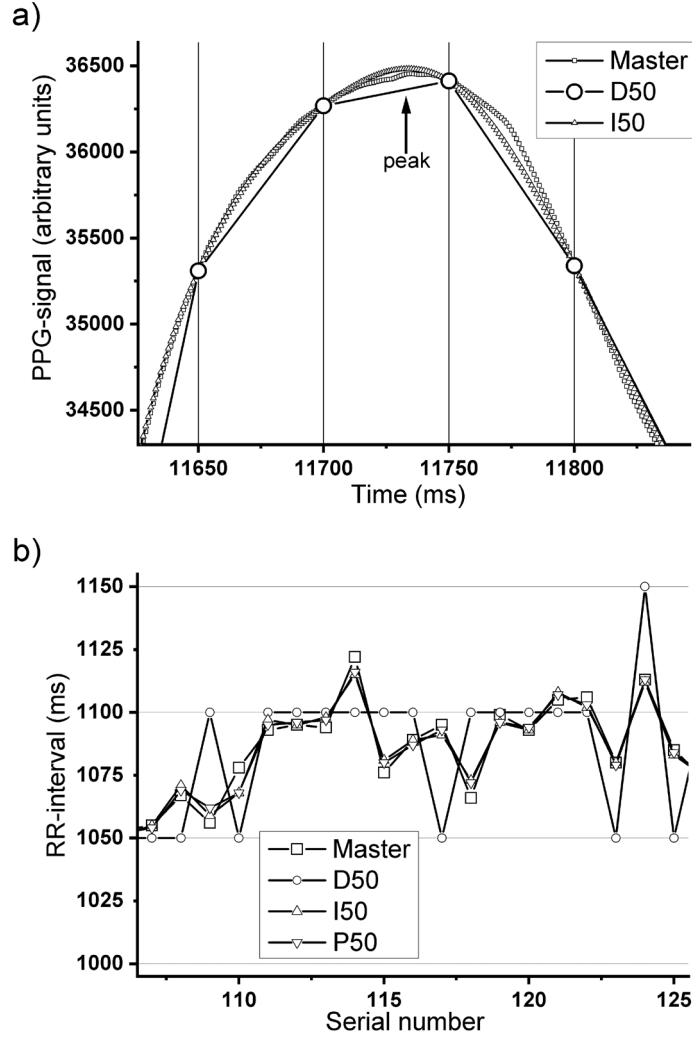 a)
36500
36000
35500
35000
34500
PPG-signal (arbitrary units)
Master
D50
I50
peak
11650 11700 11750 11800
Time (ms)
b)
1150
1125
1100
1075
1050
1025
1000
RR-interval (ms)
Master
D50
I50
P50
110 115 120 125
Serial number